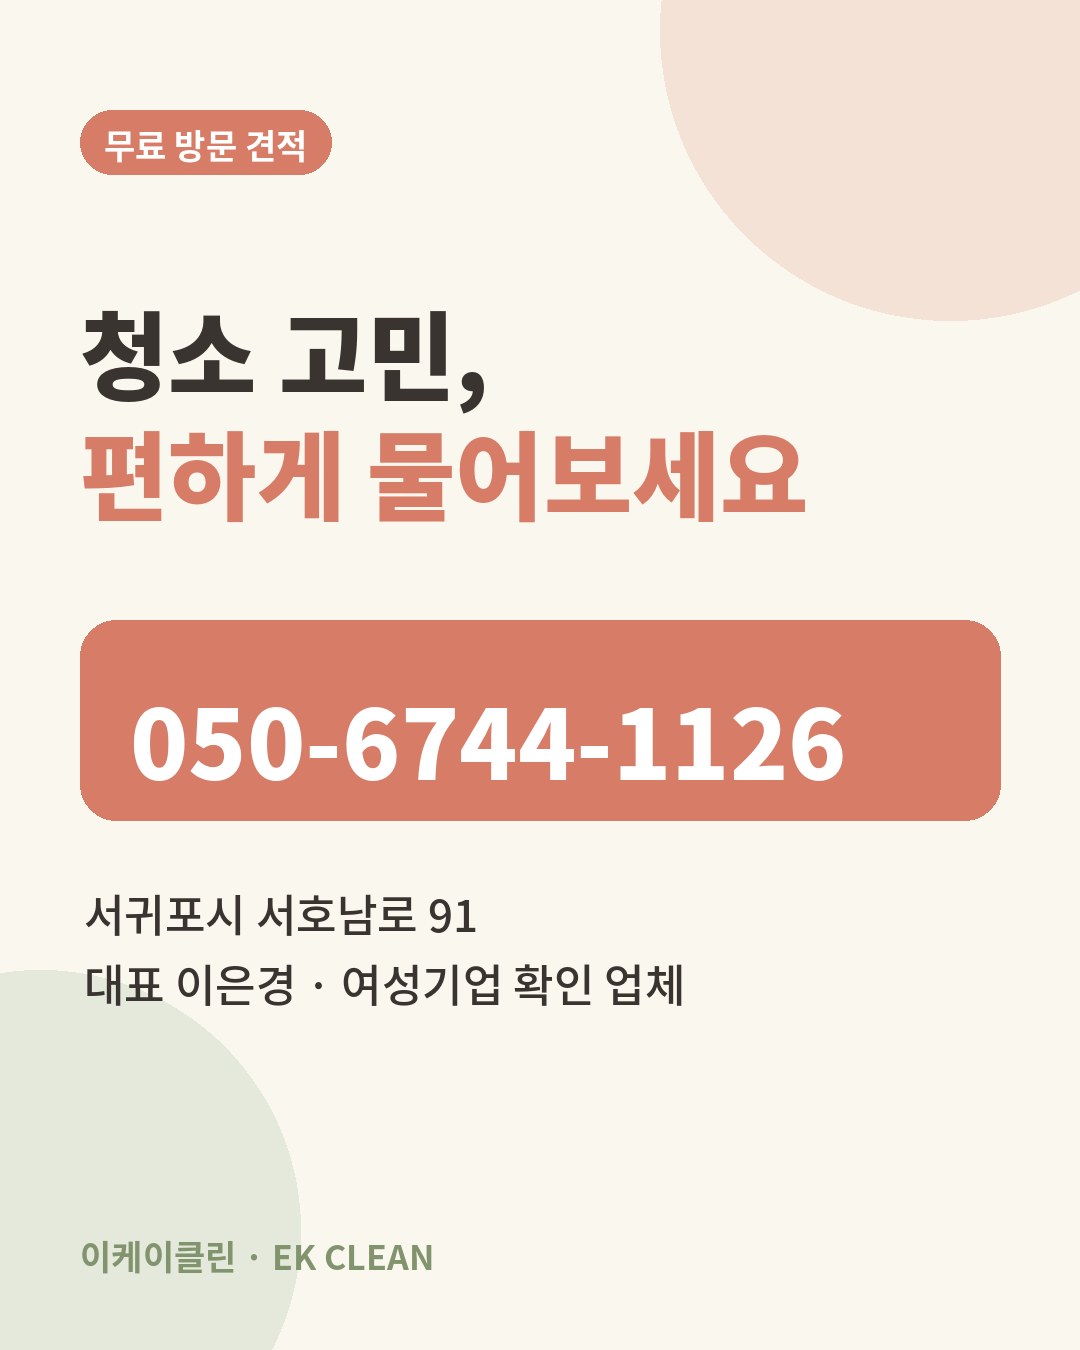 무료 방문 견적
청소 고민,
편하게 물어보세요
050-6744-1126
서귀포시 서호남로 91
대표 이은경 · 여성기업 확인 업체
이케이클린 · EK CLEAN